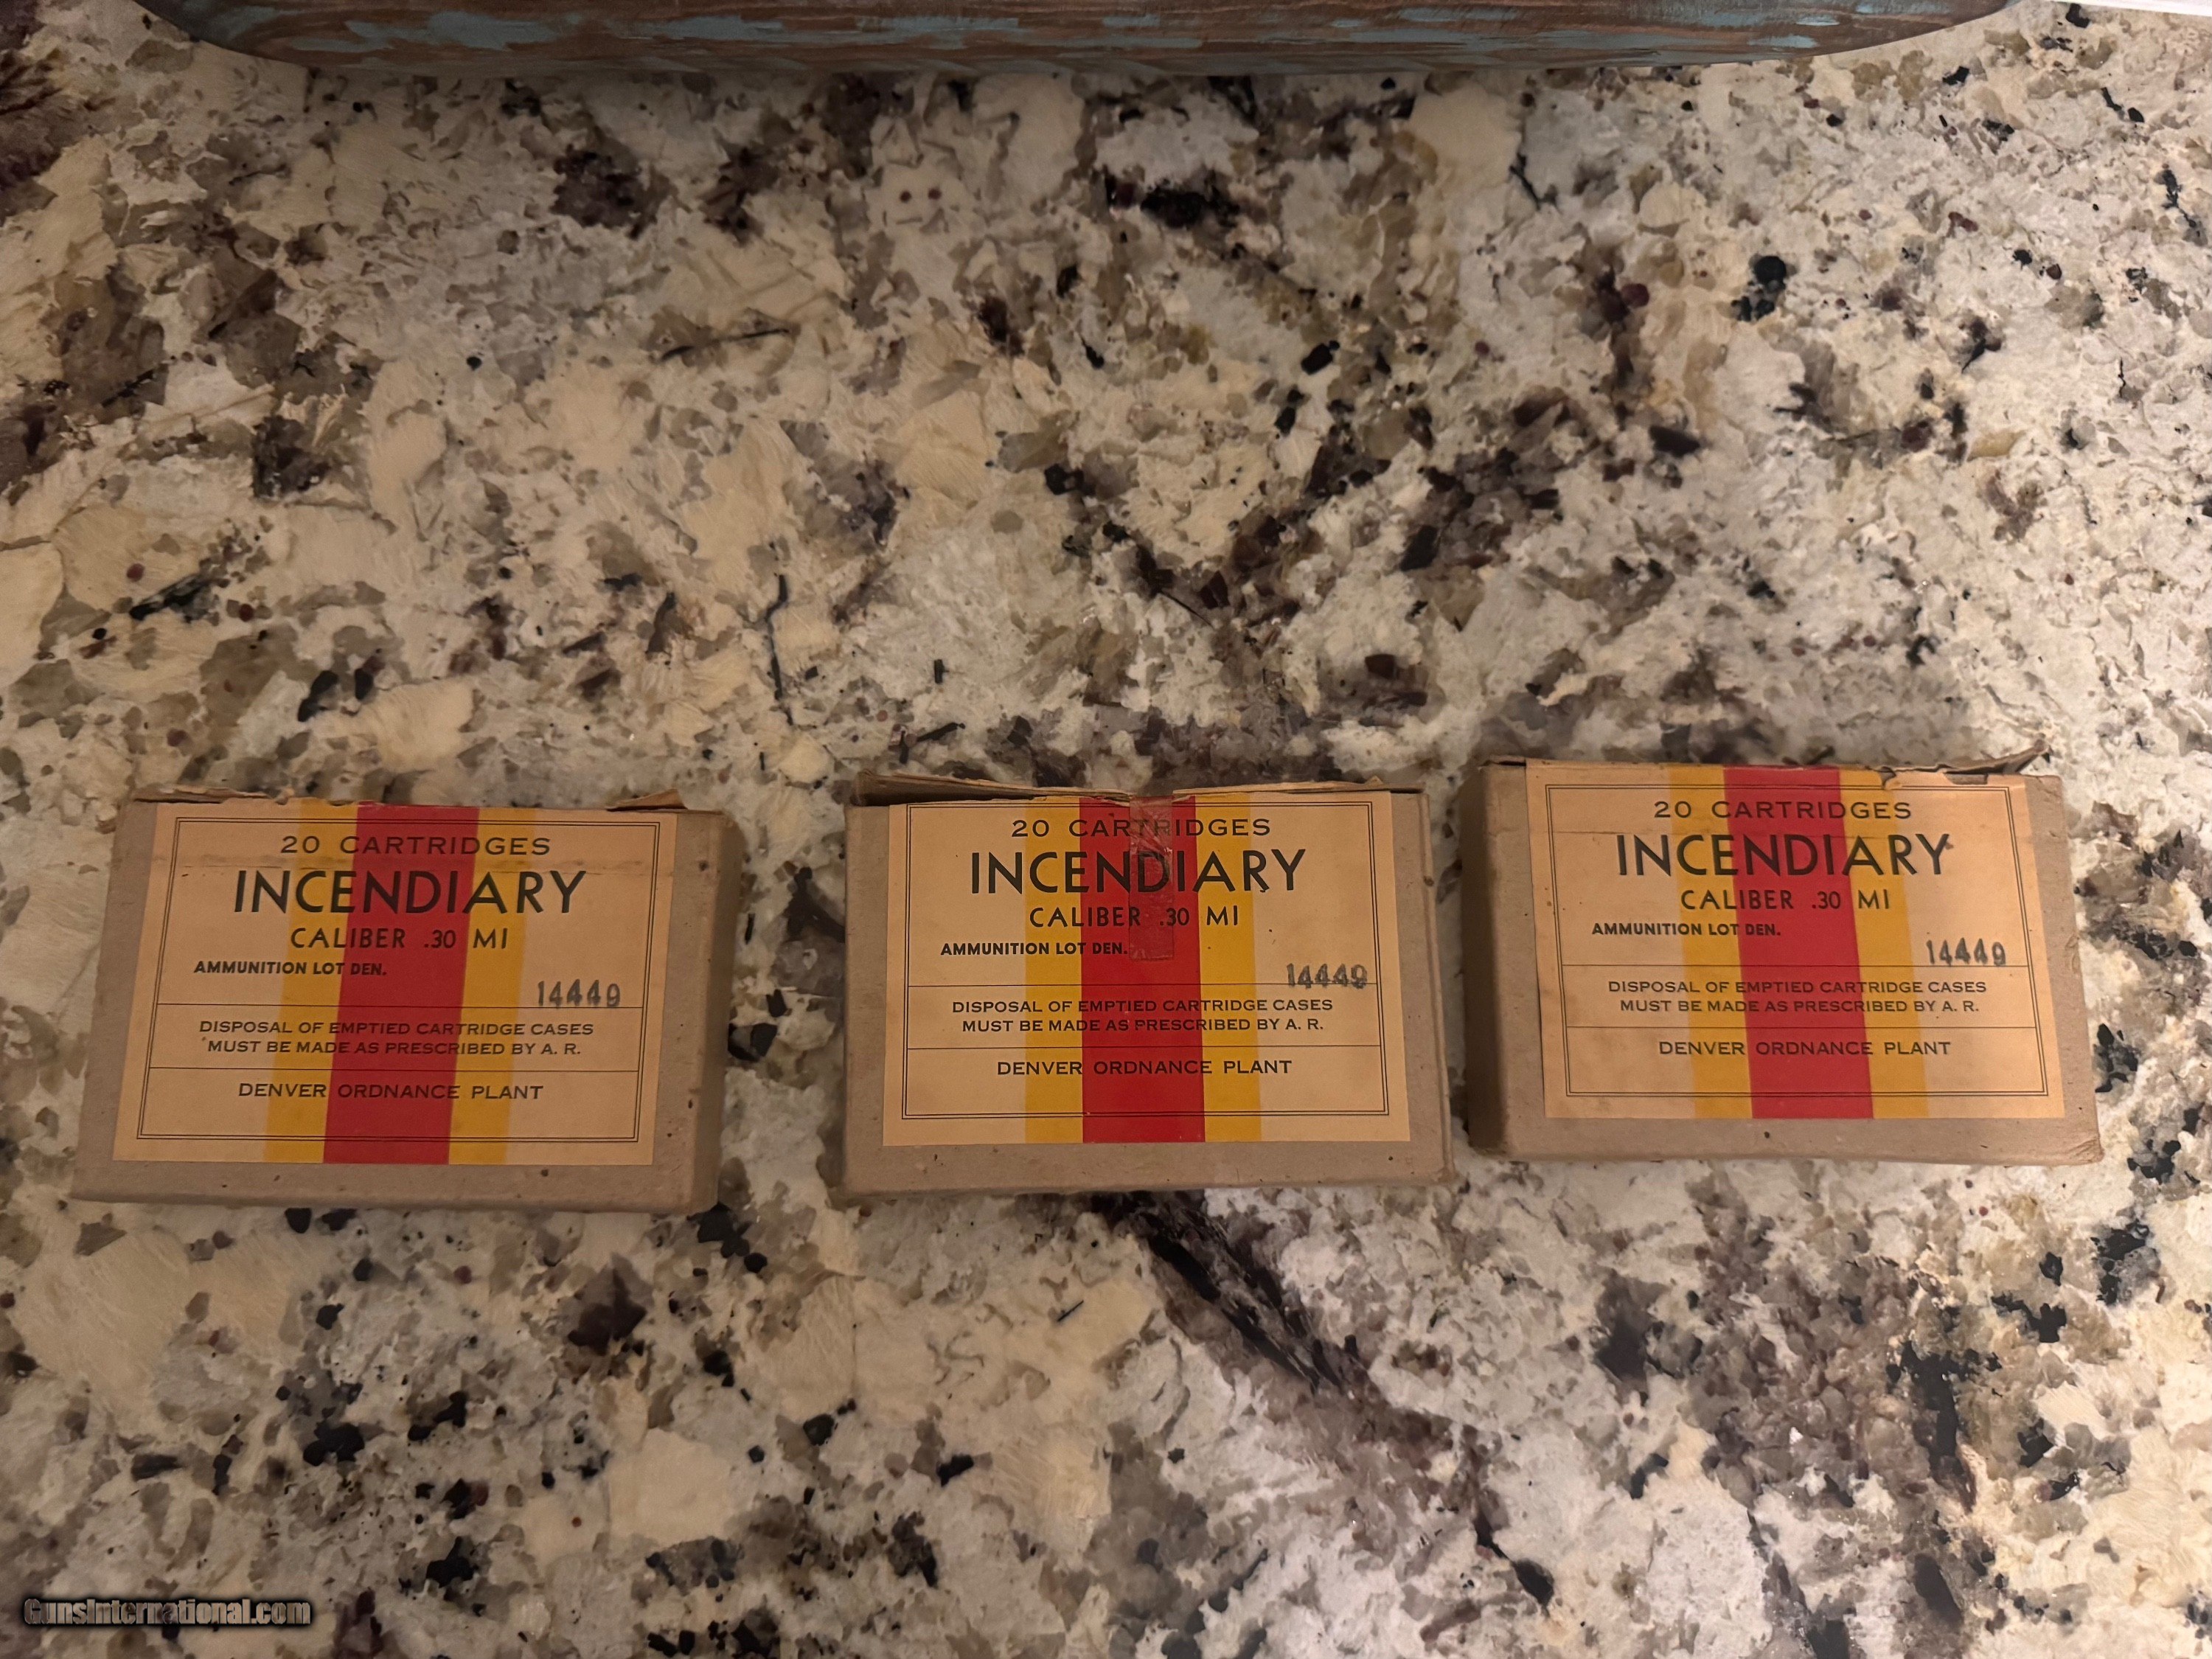 20 CARTRIDGES
INCENDIARY
CALIBER .30 M1
AMMUNITION LOT DEN.
14449
DISPOSAL OF EMPTIED CARTRIDGE CASES
MUST BE MADE AS PRESCRIBED BY A. R.
DENVER ORDNANCE PLANT
20 CARTRIDGES
INCENDIARY
CALIBER .30 M1
AMMUNITION LOT DEN.
14449
DISPOSAL OF EMPTIED CARTRIDGE CASES
MUST BE MADE AS PRESCRIBED BY A. R.
DENVER ORDNANCE PLANT
20 CARTRIDGES
INCENDIARY
CALIBER .30 M1
AMMUNITION LOT DEN.
14449
DISPOSAL OF EMPTIED CARTRIDGE CASES
MUST BE MADE AS PRESCRIBED BY A. R.
DENVER ORDNANCE PLANT
GunsInternational.com